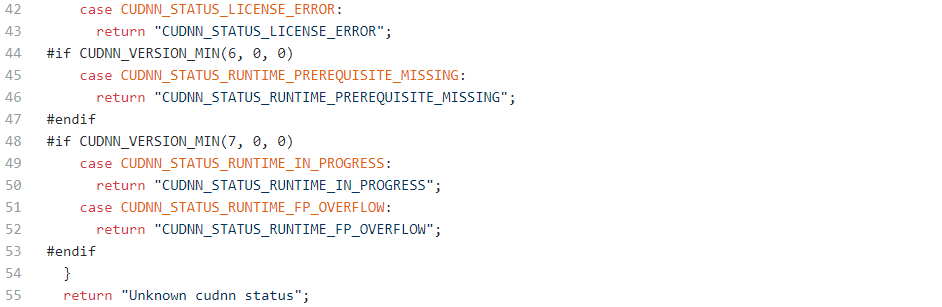 42 case CUDNN_STATUS_LICENSE_ERROR:
43 return "CUDNN_STATUS_LICENSE_ERROR";
44 #if CUDNN_VERSION_MIN(6, 0, 0)
45 case CUDNN_STATUS_RUNTIME_PREREQUISITE_MISSING:
46 return "CUDNN_STATUS_RUNTIME_PREREQUISITE_MISSING";
47 #endif
48 #if CUDNN_VERSION_MIN(7, 0, 0)
49 case CUDNN_STATUS_RUNTIME_IN_PROGRESS:
50 return "CUDNN_STATUS_RUNTIME_IN_PROGRESS";
51 case CUDNN_STATUS_RUNTIME_FP_OVERFLOW:
52 return "CUDNN_STATUS_RUNTIME_FP_OVERFLOW";
53 #endif
54 }
55 return "Unknown cudnn status";